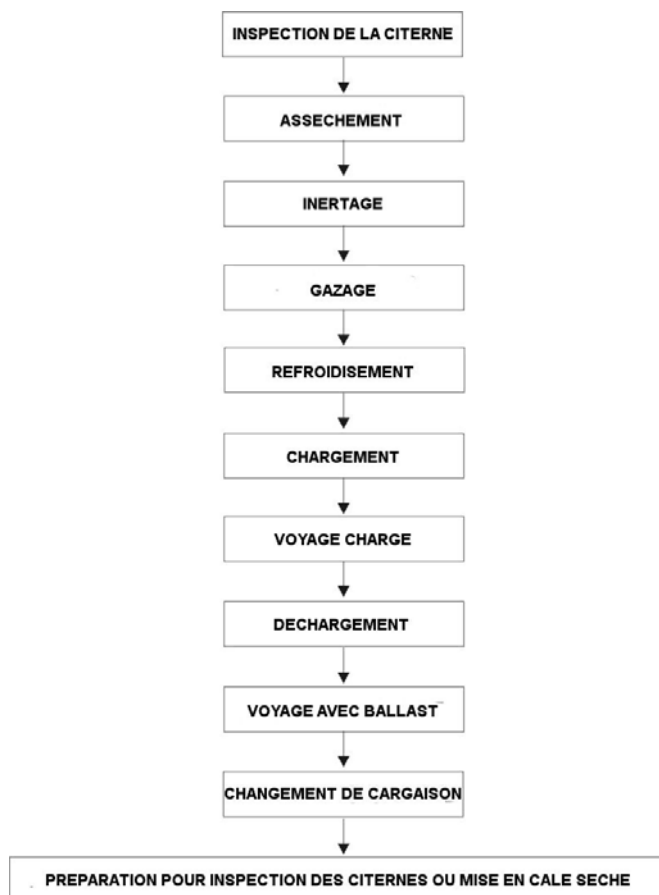 INSPECTION DE LA CITERNE
ASSECHEMENT
INERTAGE
GAZAGE
REFROIDISEMENT
CHARGEMENT
VOYAGE CHARGE
DECHARGEMENT
VOYAGE AVEC BALLAST
CHANGEMENT DE CARGAISON
PREPARATION POUR INSPECTION DES CITERNES OU MISE EN CALE SECHE